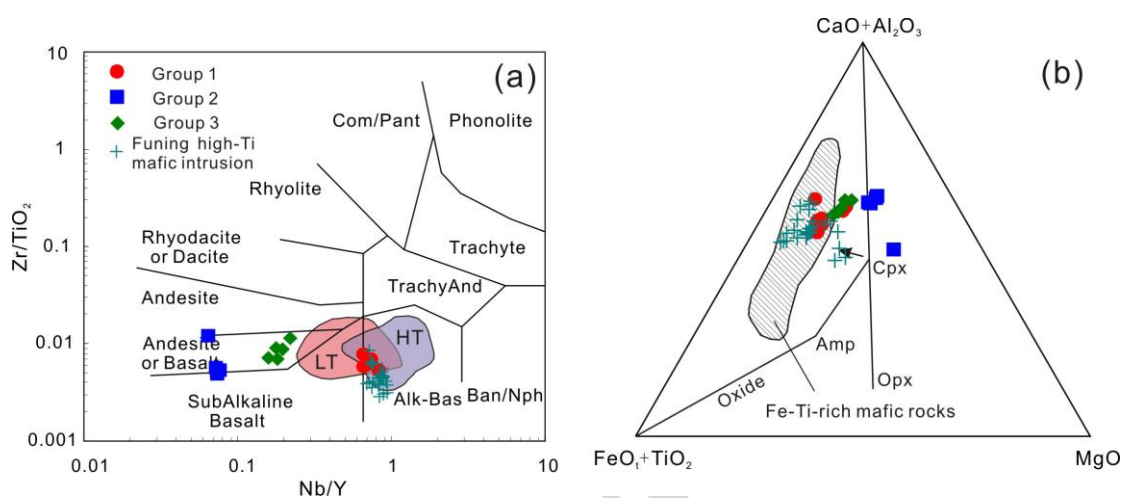 (a)
10
1
0.1
0.01
0.001
Zr/TiO₂
Group 1
Group 2
Group 3
Funing high-Ti
mafic intrusion
Com/Pant
Phonolite
Rhyolite
Rhyodacite
or Dacite
Trachyte
TrachyAnd
Andesite
Andesite
or Basalt
LT
HT
SubAlkaline
Basalt
Alk-Bas
Ban/Nph
0.01
0.1
1
10
Nb/Y
CaO+Al₂O₃
(b)
Cpx
Amp
Opx
Oxide
Fe-Ti-rich mafic rocks
FeOₜ+TiO₂
MgO